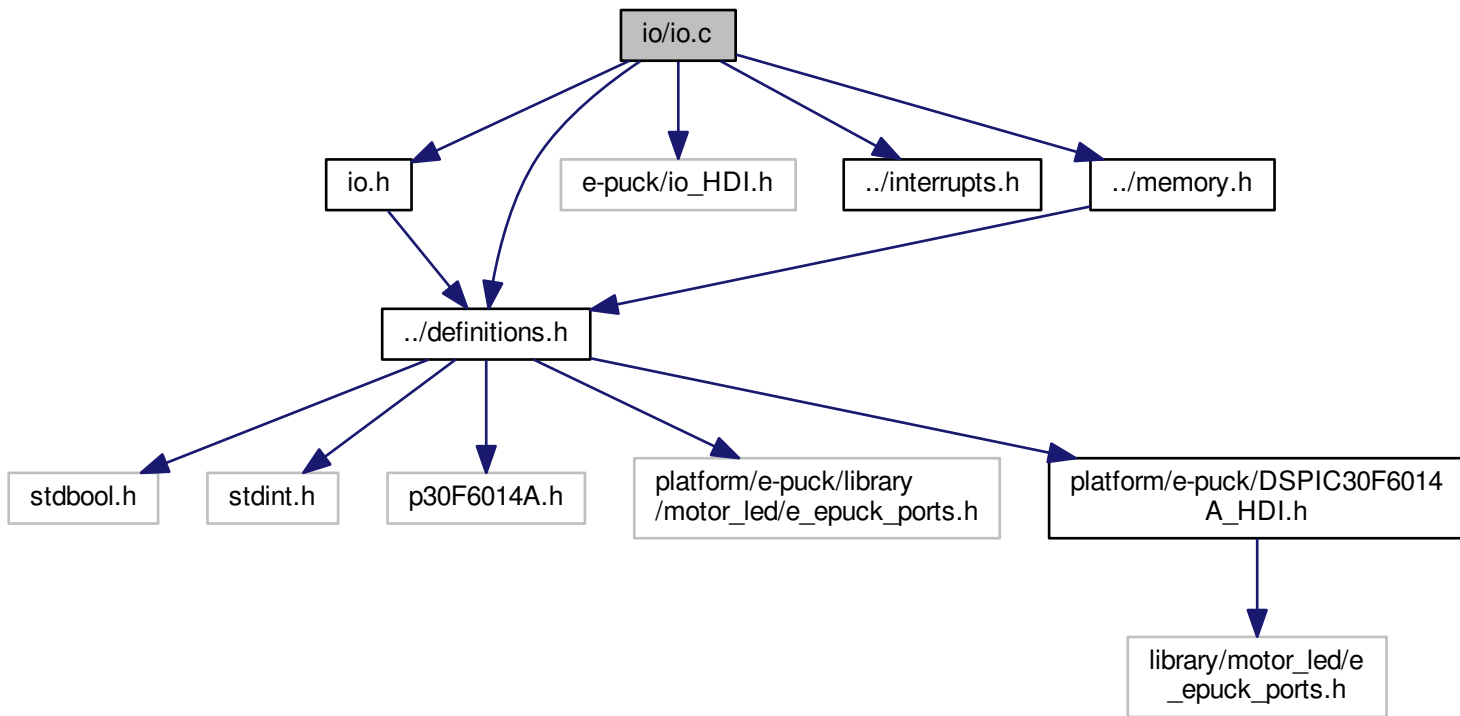 io/io.c
io.h
e-puck/io_HDI.h
../interrupts.h
../memory.h
../definitions.h
stdbool.h
stdint.h
p30F6014A.h
platform/e-puck/library
/motor_led/e_epuck_ports.h
platform/e-puck/DSPIC30F6014
A_HDI.h
library/motor_led/e
_epuck_ports.h